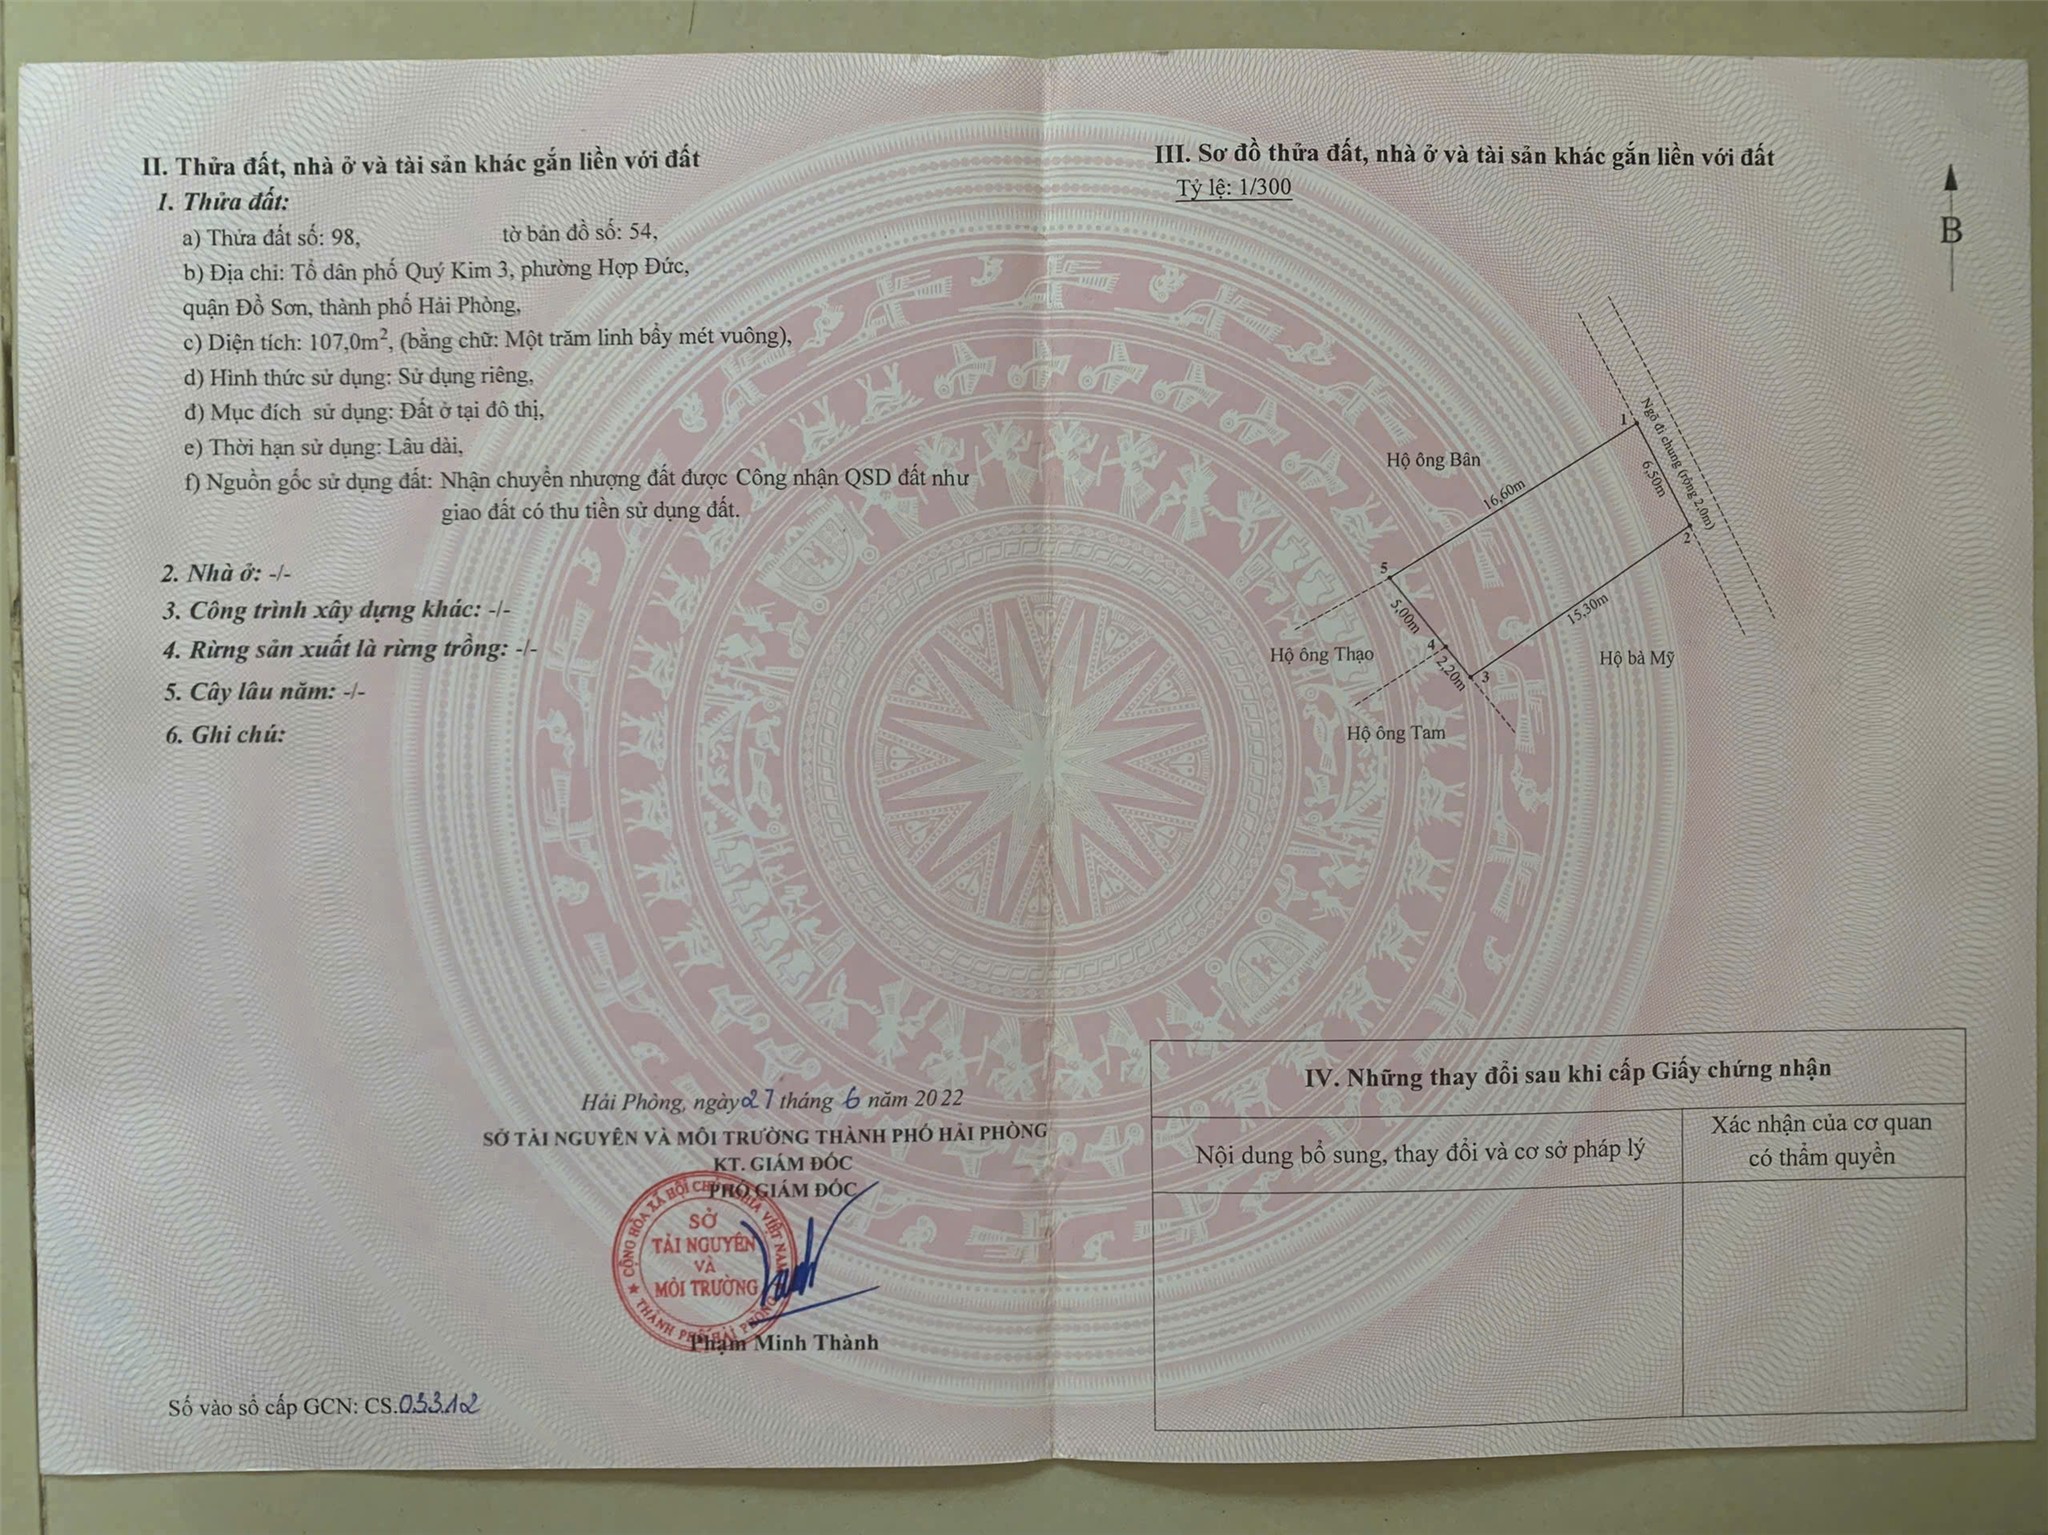 II. Thửa đất, nhà ở và tài sản khác gắn liền với đất
1. Thửa đất:
a) Thửa đất số: 98, tờ bản đồ số: 54,
b) Địa chỉ: Tổ dân phố Quý Kim 3, phường Hợp Đức,
quận Đồ Sơn, thành phố Hải Phòng,
c) Diện tích: 107,0m², (bằng chữ: Một trăm linh bẩy mét vuông),
d) Hình thức sử dụng: Sử dụng riêng,
đ) Mục đích sử dụng: Đất ở tại đô thị,
e) Thời hạn sử dụng: Lâu dài,
f) Nguồn gốc sử dụng đất: Nhận chuyển nhượng đất được Công nhận QSD đất như
giao đất có thu tiền sử dụng đất.
2. Nhà ở: -/-
3. Công trình xây dựng khác: -/-
4. Rừng sản xuất là rừng trồng: -/-
5. Cây lâu năm: -/-
6. Ghi chú:
Hải Phòng, ngày 27 tháng 6 năm 2022
SỞ TÀI NGUYÊN VÀ MÔI TRƯỜNG THÀNH PHỐ HẢI PHÒNG
KT. GIÁM ĐỐC
PHÓ GIÁM ĐỐC
CỘNG HÒA XÃ HỘI CHỦ NGHĨA VIỆT NAM
SỞ
TÀI NGUYÊN
VÀ
MÔI TRƯỜNG
★ THÀNH PHỐ HẢI PHÒNG
Phạm Minh Thành
Số vào sổ cấp GCN: CS.03312
III. Sơ đồ thửa đất, nhà ở và tài sản khác gắn liền với đất
Tỷ lệ: 1/300
B
1
Ngõ đi chung (rộng 2,0m)
Hộ ông Bân
6,50m
16,60m
2
5
5,00m
15,30m
4
Hộ ông Thạo
2,20m
3
Hộ bà Mỹ
Hộ ông Tam
IV. Những thay đổi sau khi cấp Giấy chứng nhận
Nội dung bổ sung, thay đổi và cơ sở pháp lý
Xác nhận của cơ quan
có thẩm quyền